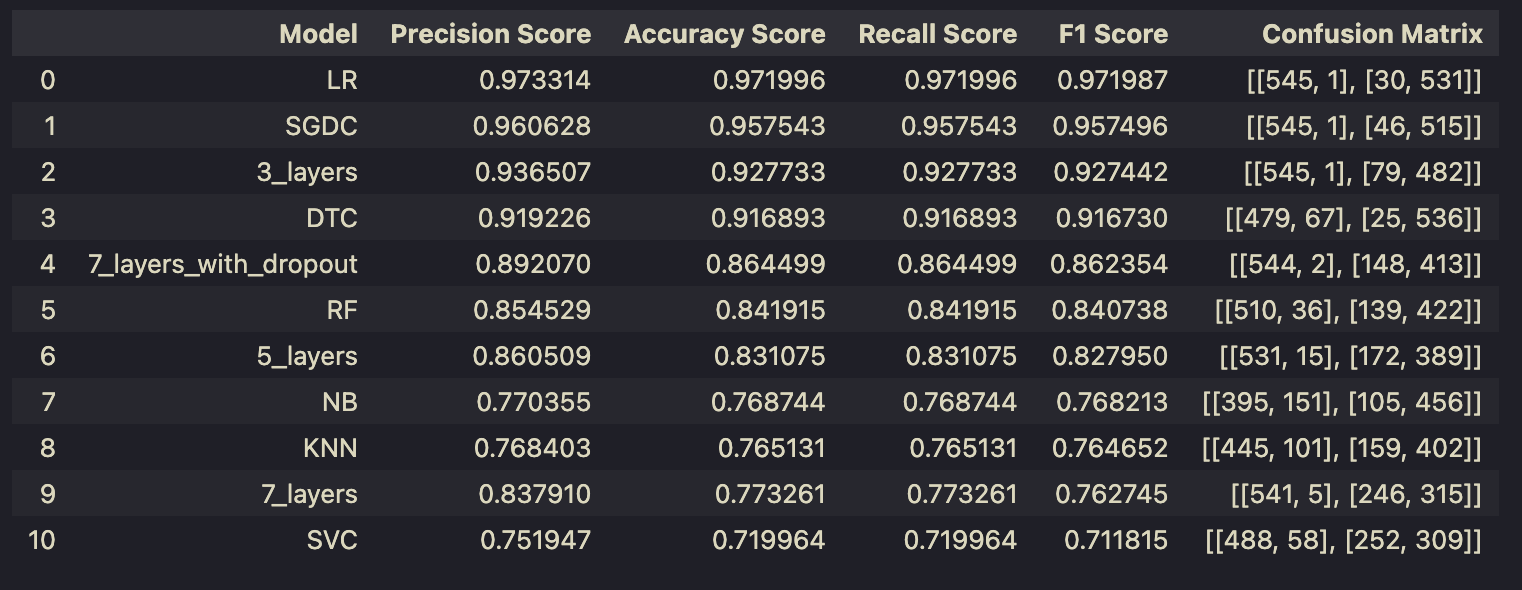 Model Precision Score Accuracy Score Recall Score F1 Score Confusion Matrix
0 LR 0.973314 0.971996 0.971996 0.971987 [[545, 1], [30, 531]]
1 SGDC 0.960628 0.957543 0.957543 0.957496 [[545, 1], [46, 515]]
2 3_layers 0.936507 0.927733 0.927733 0.927442 [[545, 1], [79, 482]]
3 DTC 0.919226 0.916893 0.916893 0.916730 [[479, 67], [25, 536]]
4 7_layers_with_dropout 0.892070 0.864499 0.864499 0.862354 [[544, 2], [148, 413]]
5 RF 0.854529 0.841915 0.841915 0.840738 [[510, 36], [139, 422]]
6 5_layers 0.860509 0.831075 0.831075 0.827950 [[531, 15], [172, 389]]
7 NB 0.770355 0.768744 0.768744 0.768213 [[395, 151], [105, 456]]
8 KNN 0.768403 0.765131 0.765131 0.764652 [[445, 101], [159, 402]]
9 7_layers 0.837910 0.773261 0.773261 0.762745 [[541, 5], [246, 315]]
10 SVC 0.751947 0.719964 0.719964 0.711815 [[488, 58], [252, 309]]